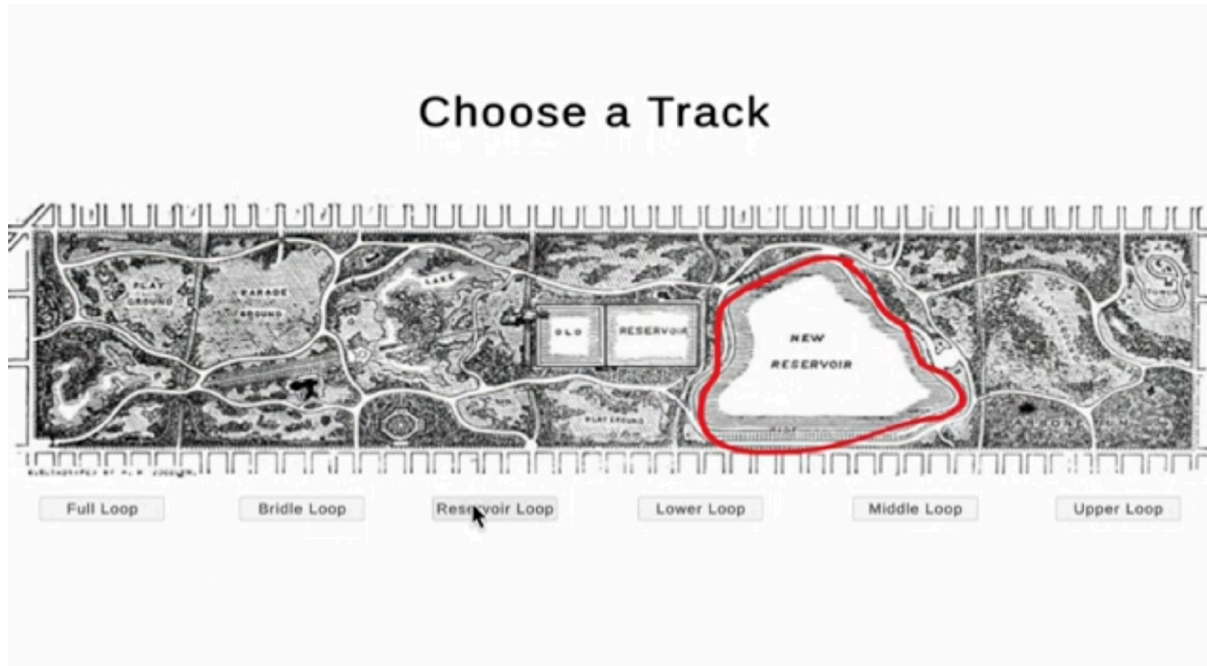 Choose a Track
LAKE
PLAY
GROUND
PARADE
GROUND
OLD
RESERVOIR
NEW
RESERVOIR
PLAY GROUND
RIDE
Full Loop
Bridle Loop
Reservoir Loop
Lower Loop
Middle Loop
Upper Loop